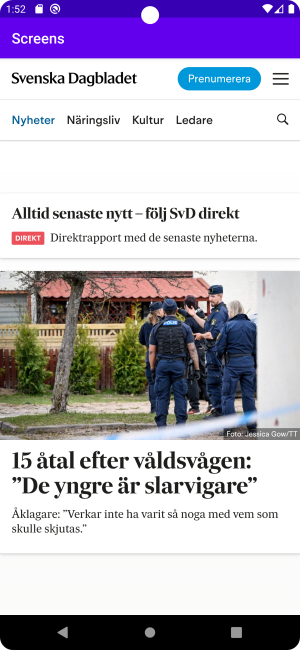 1:52
Screens
Svenska Dagbladet
Prenumerera
Nyheter Näringsliv Kultur Ledare
Alltid senaste nytt – följ SvD direkt
DIREKT Direktrapport med de senaste nyheterna.
POLIS
Foto: Jessica Gow/TT
15 åtal efter våldsvågen:
”De yngre är slarvigare”
Åklagare: ”Verkar inte ha varit så noga med vem som
skulle skjutas.”